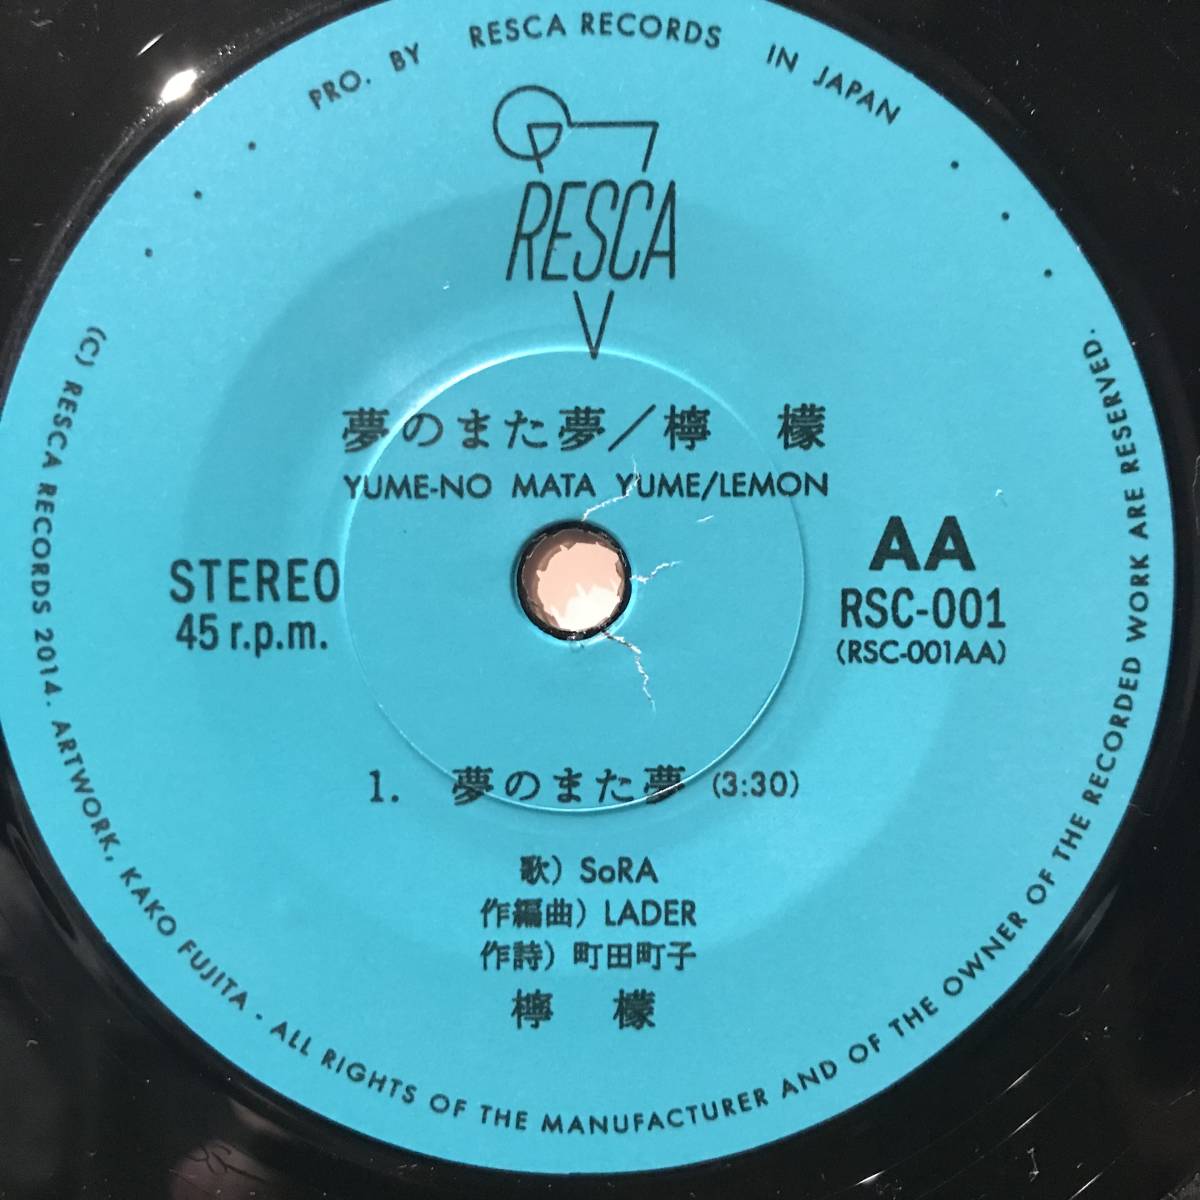 PRO. BY RESCA RECORDS IN JAPAN
RESCA
夢のまた夢/檸檬
YUME-NO MATA YUME/LEMON
STEREO
45 r.p.m.
AA
RSC-001
(RSC-001AA)
1. 夢のまた夢 (3:30)
歌) SoRA
作編曲) LADER
作詩) 町田町子
檸檬
(C) RESCA RECORDS 2014. ARTWORK, KAKO FUJITA . ALL RIGHTS OF THE MANUFACTURER AND OF THE OWNER OF THE RECORDED WORK ARE RESERVED.